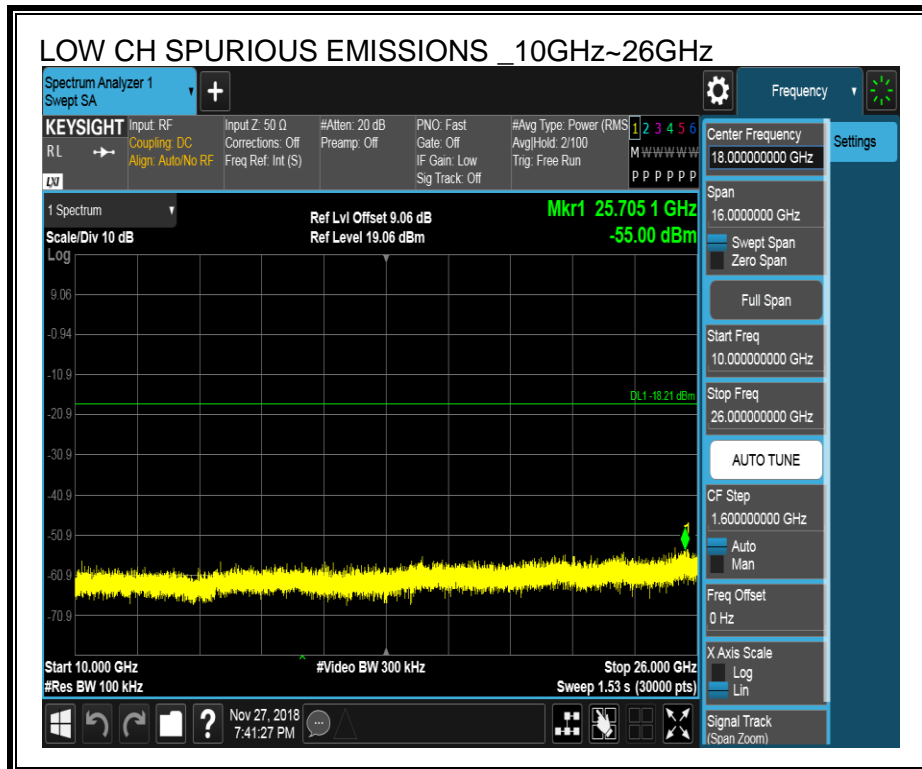 LOW CH SPURIOUS EMISSIONS _10GHz~26GHz
Spectrum Analyzer 1
Swept SA
+
Frequency
KEYSIGHT
RL
LXI
Input: RF
Coupling: DC
Align: Auto/No RF
Input Z: 50 Ω
Corrections: Off
Freq Ref: Int (S)
#Atten: 20 dB
Preamp: Off
PNO: Fast
Gate: Off
IF Gain: Low
Sig Track: Off
#Avg Type: Power (RMS
Avg|Hold: 2/100
Trig: Free Run
1 2 3 4 5 6
M W W W W W
P P P P P P
1 Spectrum
Scale/Div 10 dB
Log
Ref Lvl Offset 9.06 dB
Ref Level 19.06 dBm
Mkr1 25.705 1 GHz
-55.00 dBm
9.06
-0.94
-10.9
DL1 -18.21 dBm
-20.9
-30.9
-40.9
-50.9
1
-60.9
-70.9
Start 10.000 GHz
#Res BW 100 kHz
#Video BW 300 kHz
Stop 26.000 GHz
Sweep 1.53 s (30000 pts)
?
Nov 27, 2018
7:41:27 PM
Center Frequency
18.000000000 GHz
Settings
Span
16.0000000 GHz
Swept Span
Zero Span
Full Span
Start Freq
10.000000000 GHz
Stop Freq
26.000000000 GHz
AUTO TUNE
CF Step
1.600000000 GHz
Auto
Man
Freq Offset
0 Hz
X Axis Scale
Log
Lin
Signal Track
(Span Zoom)